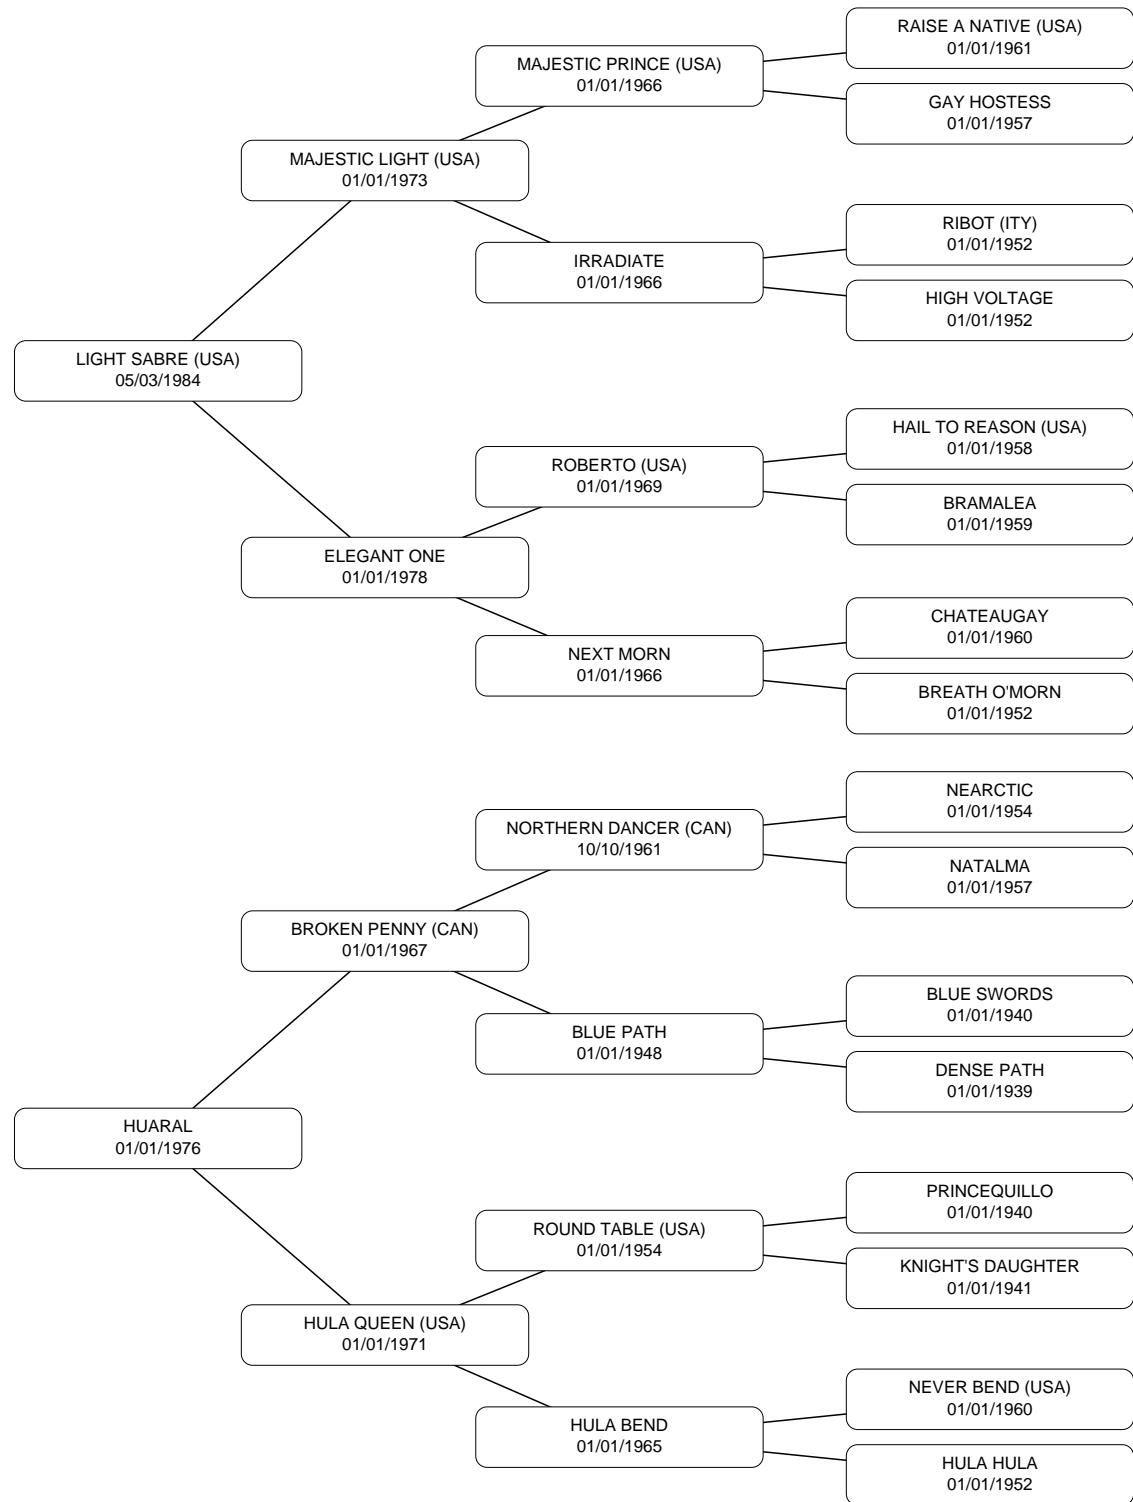 RAISE A NATIVE (USA)
01/01/1961
MAJESTIC PRINCE (USA)
01/01/1966
GAY HOSTESS
01/01/1957
MAJESTIC LIGHT (USA)
01/01/1973
RIBOT (ITY)
01/01/1952
IRRADIATE
01/01/1966
HIGH VOLTAGE
01/01/1952
LIGHT SABRE (USA)
05/03/1984
HAIL TO REASON (USA)
01/01/1958
ROBERTO (USA)
01/01/1969
BRAMALEA
01/01/1959
ELEGANT ONE
01/01/1978
CHATEAUGAY
01/01/1960
NEXT MORN
01/01/1966
BREATH O'MORN
01/01/1952
NEARCTIC
01/01/1954
NORTHERN DANCER (CAN)
10/10/1961
NATALMA
01/01/1957
BROKEN PENNY (CAN)
01/01/1967
BLUE SWORDS
01/01/1940
BLUE PATH
01/01/1948
DENSE PATH
01/01/1939
HUARAL
01/01/1976
PRINCEQUILLO
01/01/1940
ROUND TABLE (USA)
01/01/1954
KNIGHT'S DAUGHTER
01/01/1941
HULA QUEEN (USA)
01/01/1971
NEVER BEND (USA)
01/01/1960
HULA BEND
01/01/1965
HULA HULA
01/01/1952